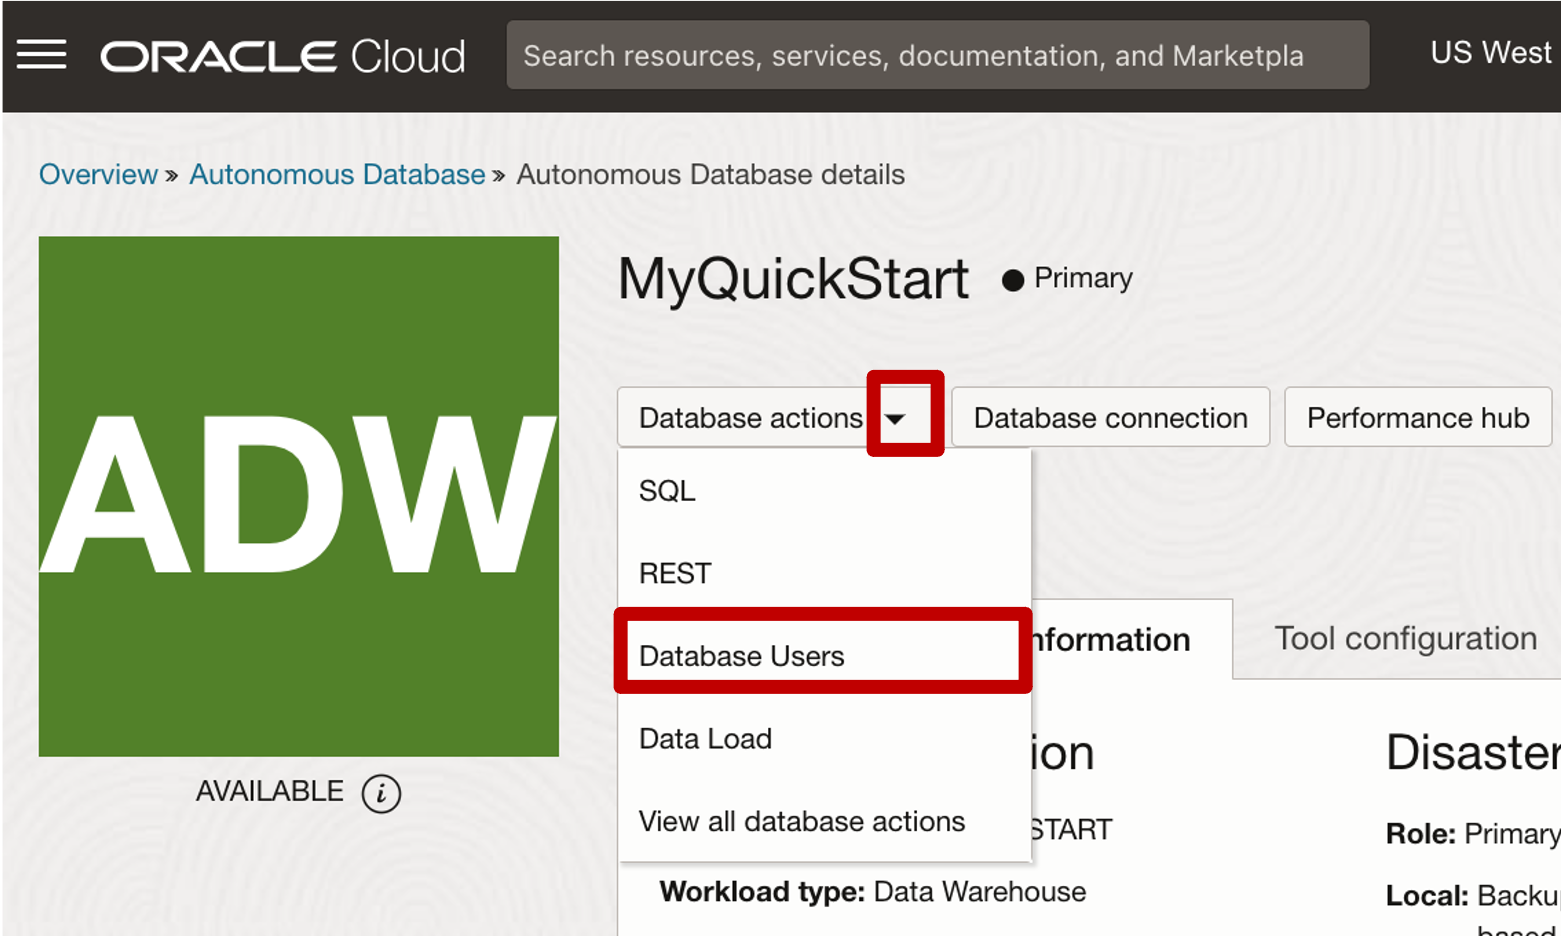 ORACLE Cloud
Search resources, services, documentation, and Marketpla
US West
Overview » Autonomous Database » Autonomous Database details
ADW
AVAILABLE
MyQuickStart
Primary
Database actions
Database connection
Performance hub
SQL
REST
Database Users
Data Load
View all database actions
nformation
Tool configuration
ion
START
Workload type: Data Warehouse
Disaster
Role: Primary
Local: Backup